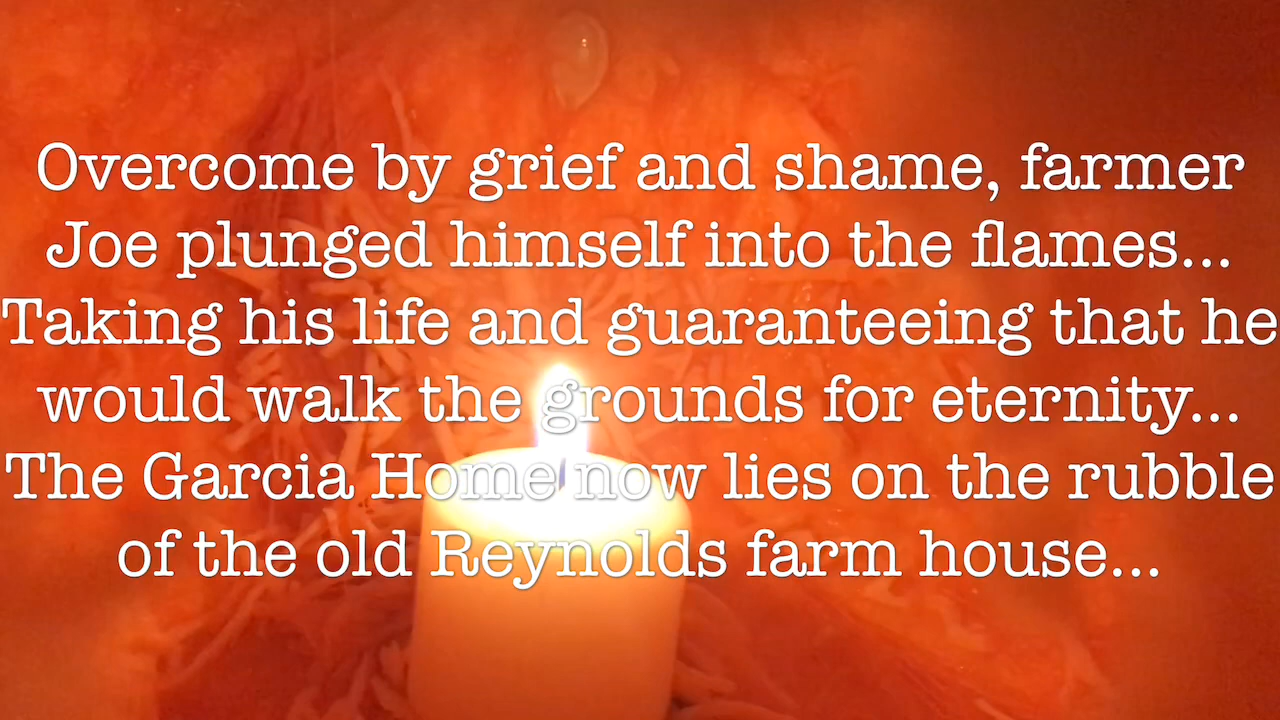 Overcome by grief and shame, farmer
Joe plunged himself into the flames...
Taking his life and guaranteeing that he
would walk the grounds for eternity...
The Garcia Home now lies on the rubble
of the old Reynolds farm house...